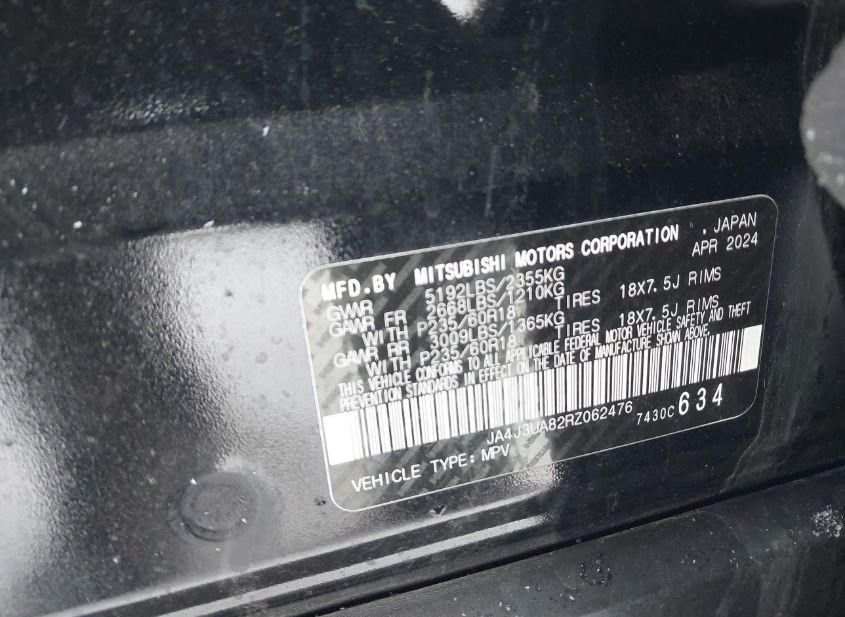 MFD.BY MITSUBISHI MOTORS CORPORATION , JAPAN
APR 2024
GVWR 5192LBS/2355KG
GAWR FR 2668LBS/1210KG
WITH P235/60R18 TIRES 18X7.5J RIMS
GAWR RR 3009LBS/1365KG
WITH P235/60R18 TIRES 18X7.5J RIMS
THIS VEHICLE CONFORMS TO ALL APPLICABLE FEDERAL MOTOR VEHICLE SAFETY AND THEFT
PREVENTION STANDARDS IN EFFECT ON THE DATE OF MANUFACTURE SHOWN ABOVE.
JA4J3UA82RZ062476 7430C 634
VEHICLE TYPE: MPV